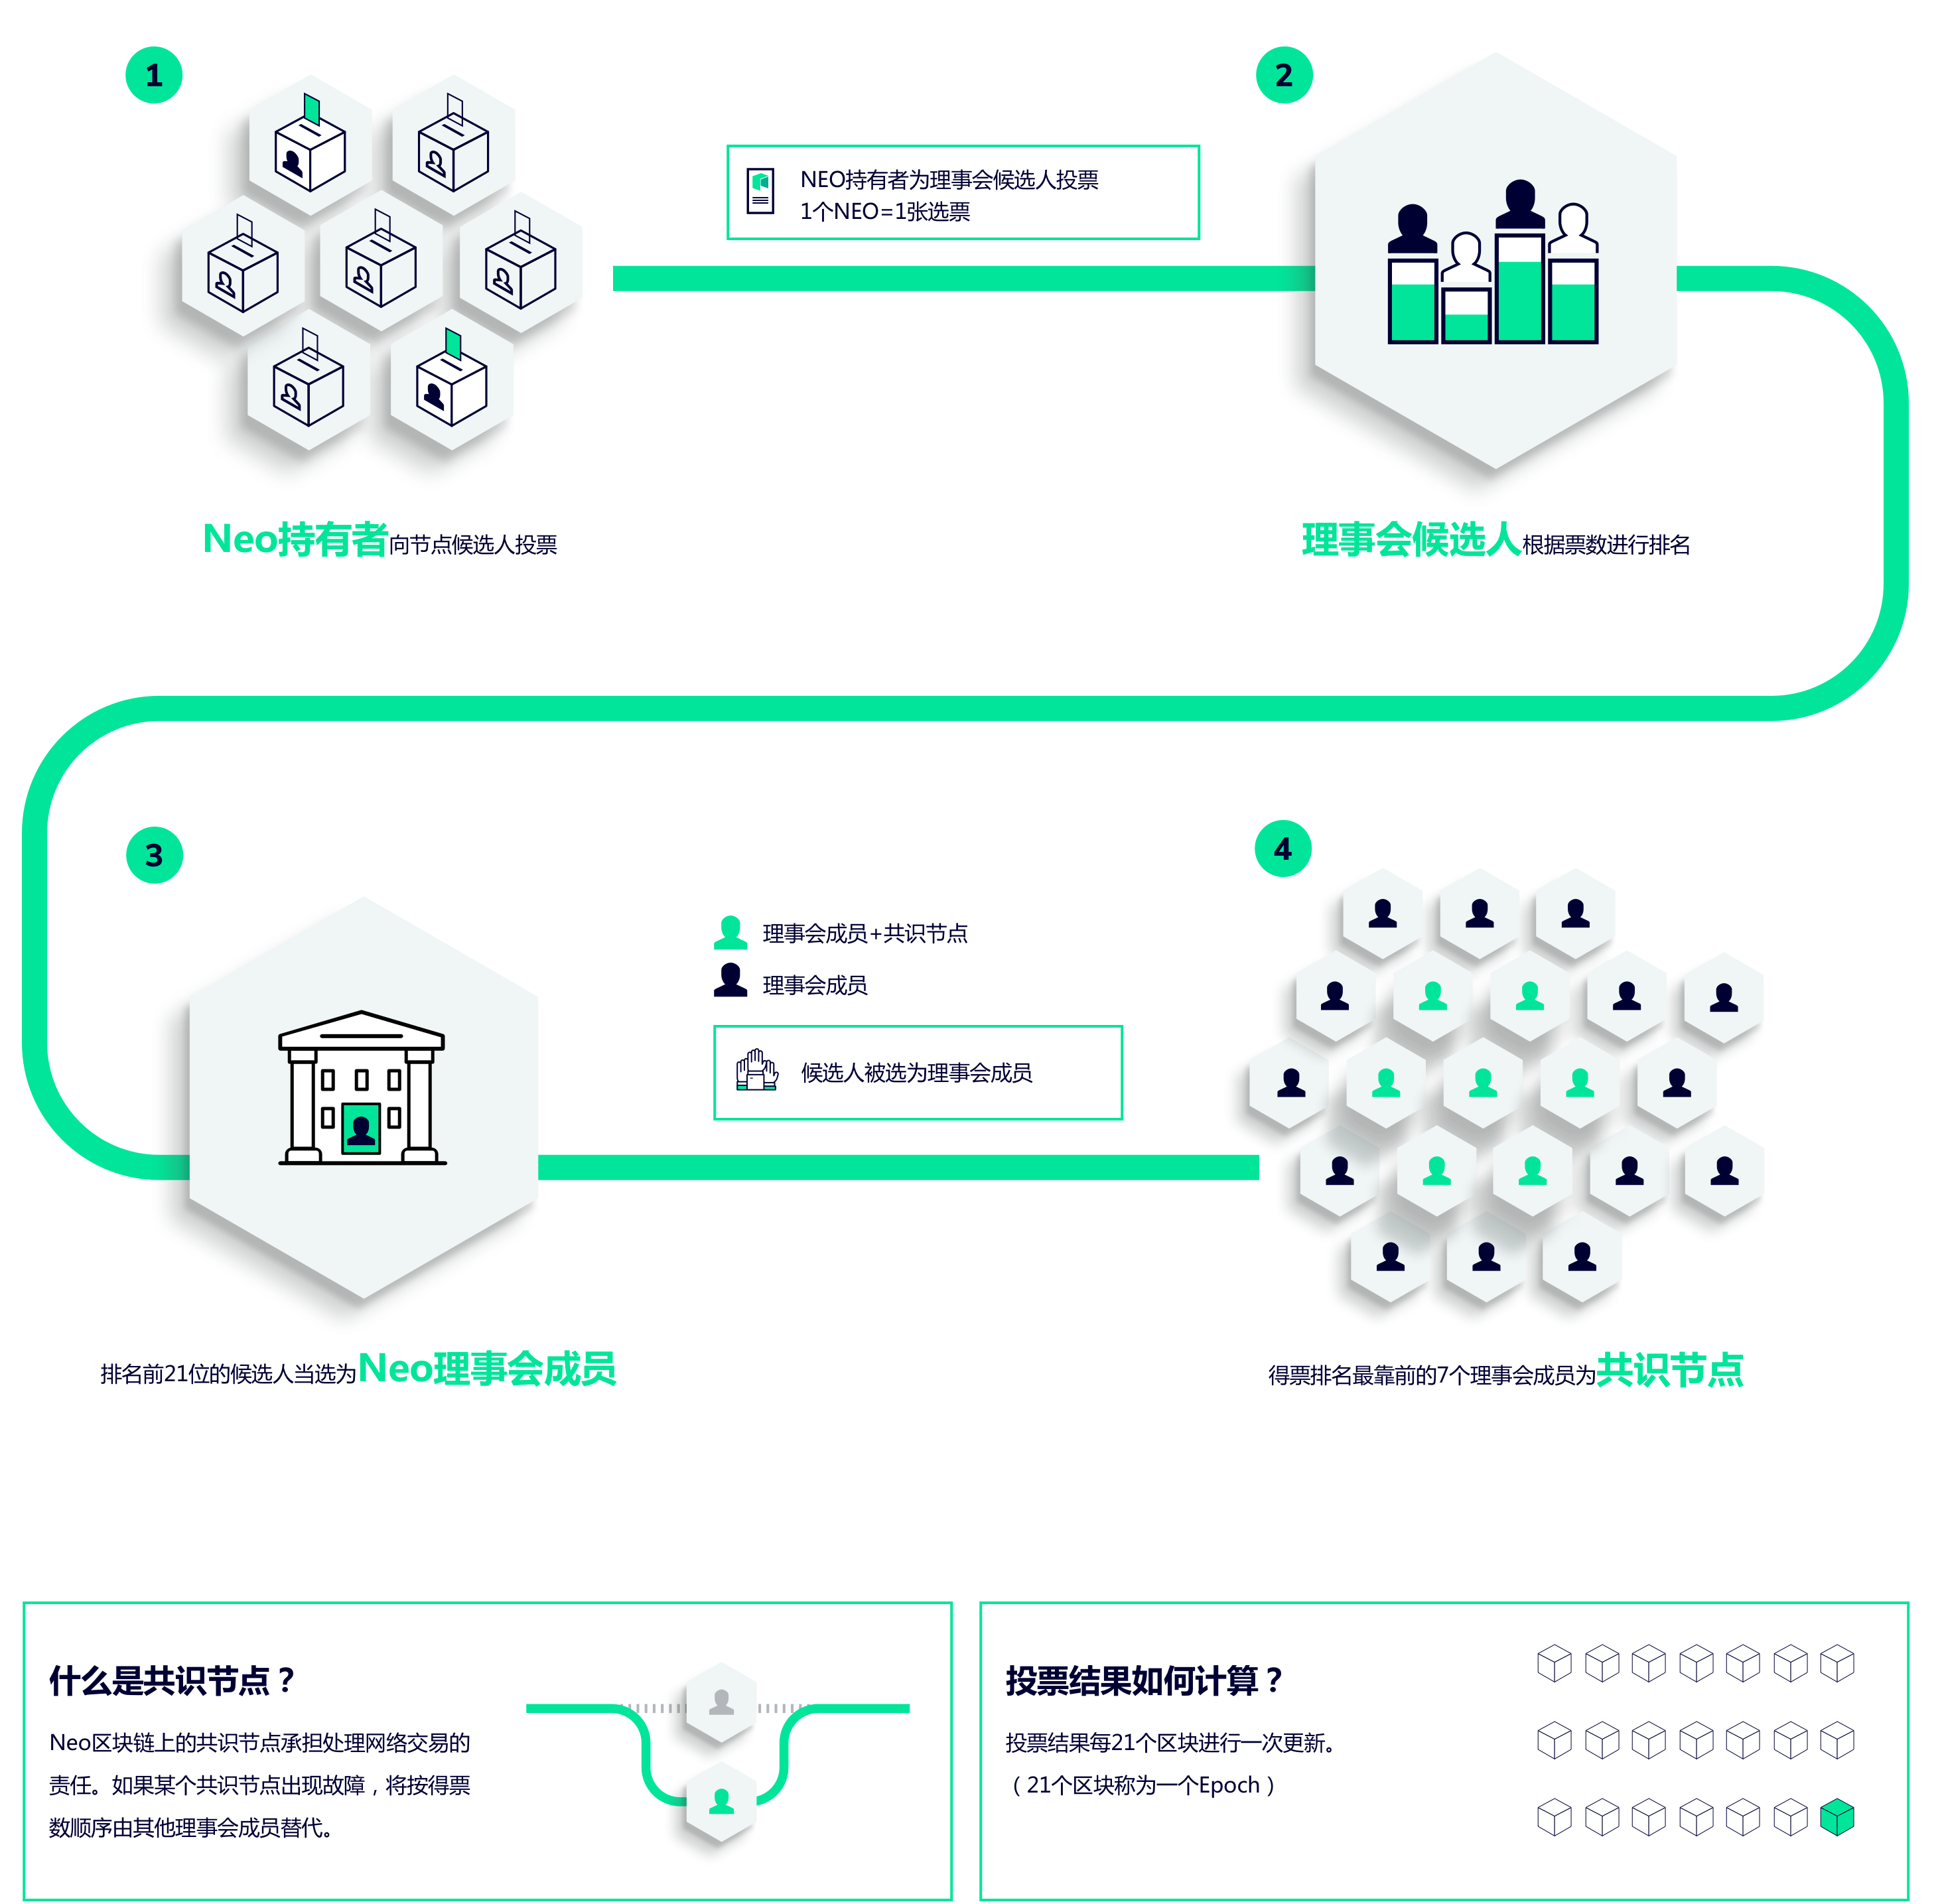 1
2
NEO持有者为理事会候选人投票
1个NEO=1张选票
Neo持有者向节点候选人投票
理事会候选人根据票数进行排名
3
4
理事会成员+共识节点
理事会成员
候选人被选为理事会成员
排名前21位的候选人当选为Neo理事会成员
得票排名最靠前的7个理事会成员为共识节点
什么是共识节点？
Neo区块链上的共识节点承担处理网络交易的
责任。如果某个共识节点出现故障，将按得票
数顺序由其他理事会成员替代。
投票结果如何计算？
投票结果每21个区块进行一次更新。
（21个区块称为一个Epoch）